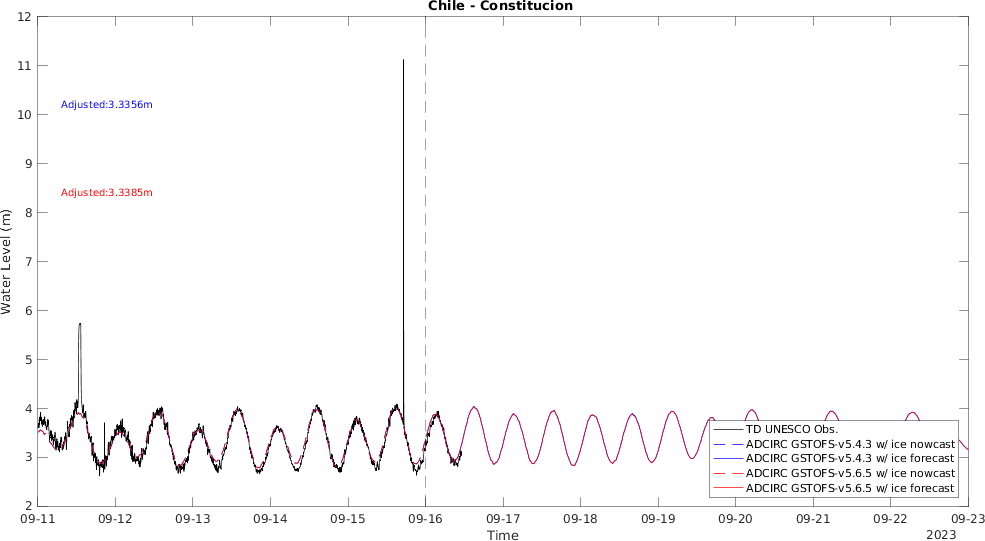 Chile - Constitucion
12
11
10
9
8
7
6
5
4
3
2
Water Level (m)
Adjusted:3.3356m
Adjusted:3.3385m
TD UNESCO Obs.
ADCIRC GSTOFS-v5.4.3 w/ ice nowcast
ADCIRC GSTOFS-v5.4.3 w/ ice forecast
ADCIRC GSTOFS-v5.6.5 w/ ice nowcast
ADCIRC GSTOFS-v5.6.5 w/ ice forecast
09-11 09-12 09-13 09-14 09-15 09-16 09-17 09-18 09-19 09-20 09-21 09-22 09-23
Time
2023